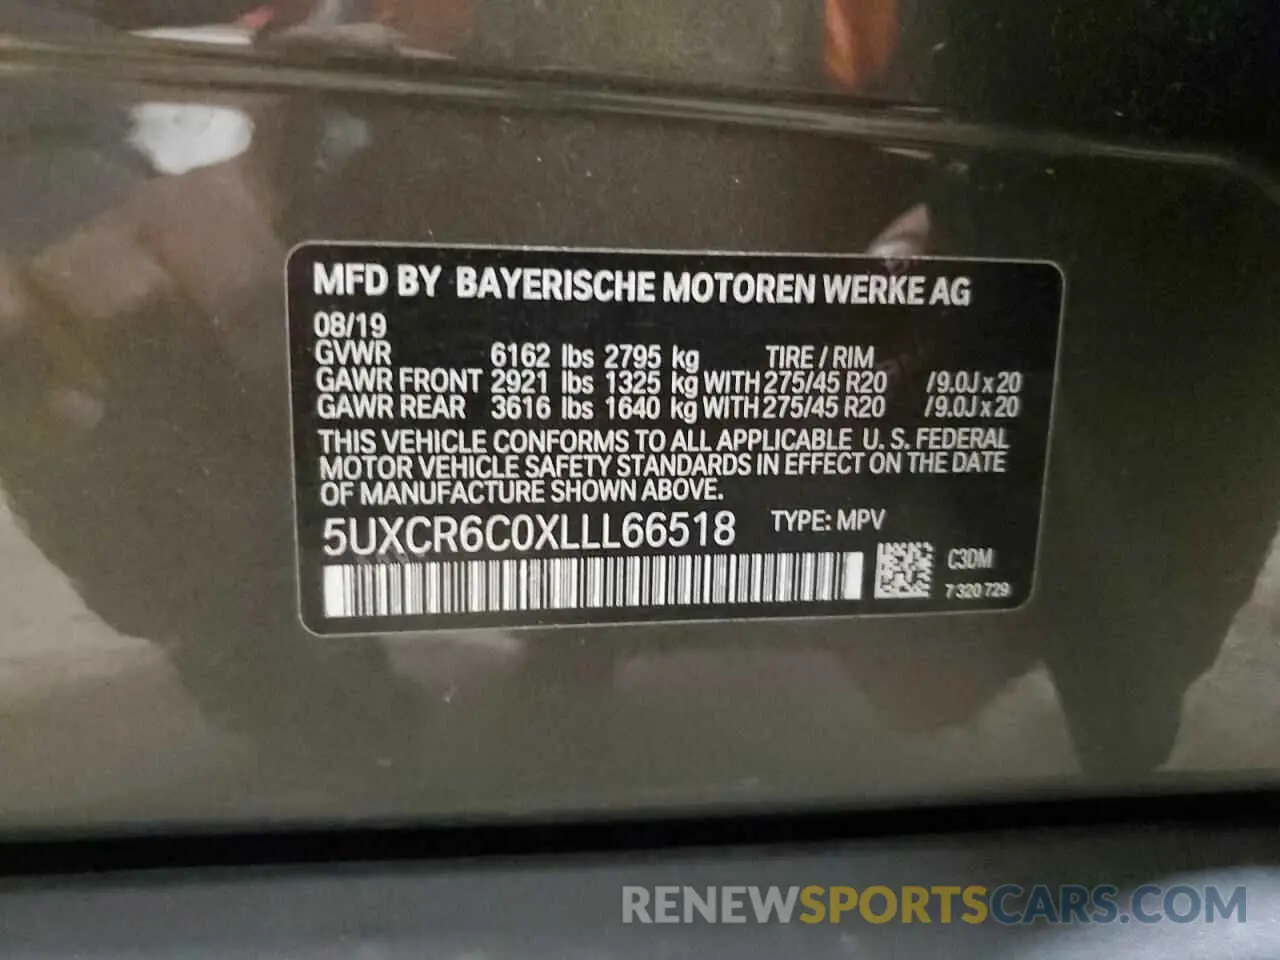 MFD BY BAYERISCHE MOTOREN WERKE AG
08/19
GVWR 6162 lbs 2795 kg TIRE / RIM
GAWR FRONT 2921 lbs 1325 kg WITH 275/45 R20 /9.0J x 20
GAWR REAR 3616 lbs 1640 kg WITH 275/45 R20 /9.0J x 20
THIS VEHICLE CONFORMS TO ALL APPLICABLE U. S. FEDERAL
MOTOR VEHICLE SAFETY STANDARDS IN EFFECT ON THE DATE
OF MANUFACTURE SHOWN ABOVE.
5UXCR6C0XLLL66518 TYPE: MPV
C3DM
7 320 729
RENEWSPORTSCARS.COM